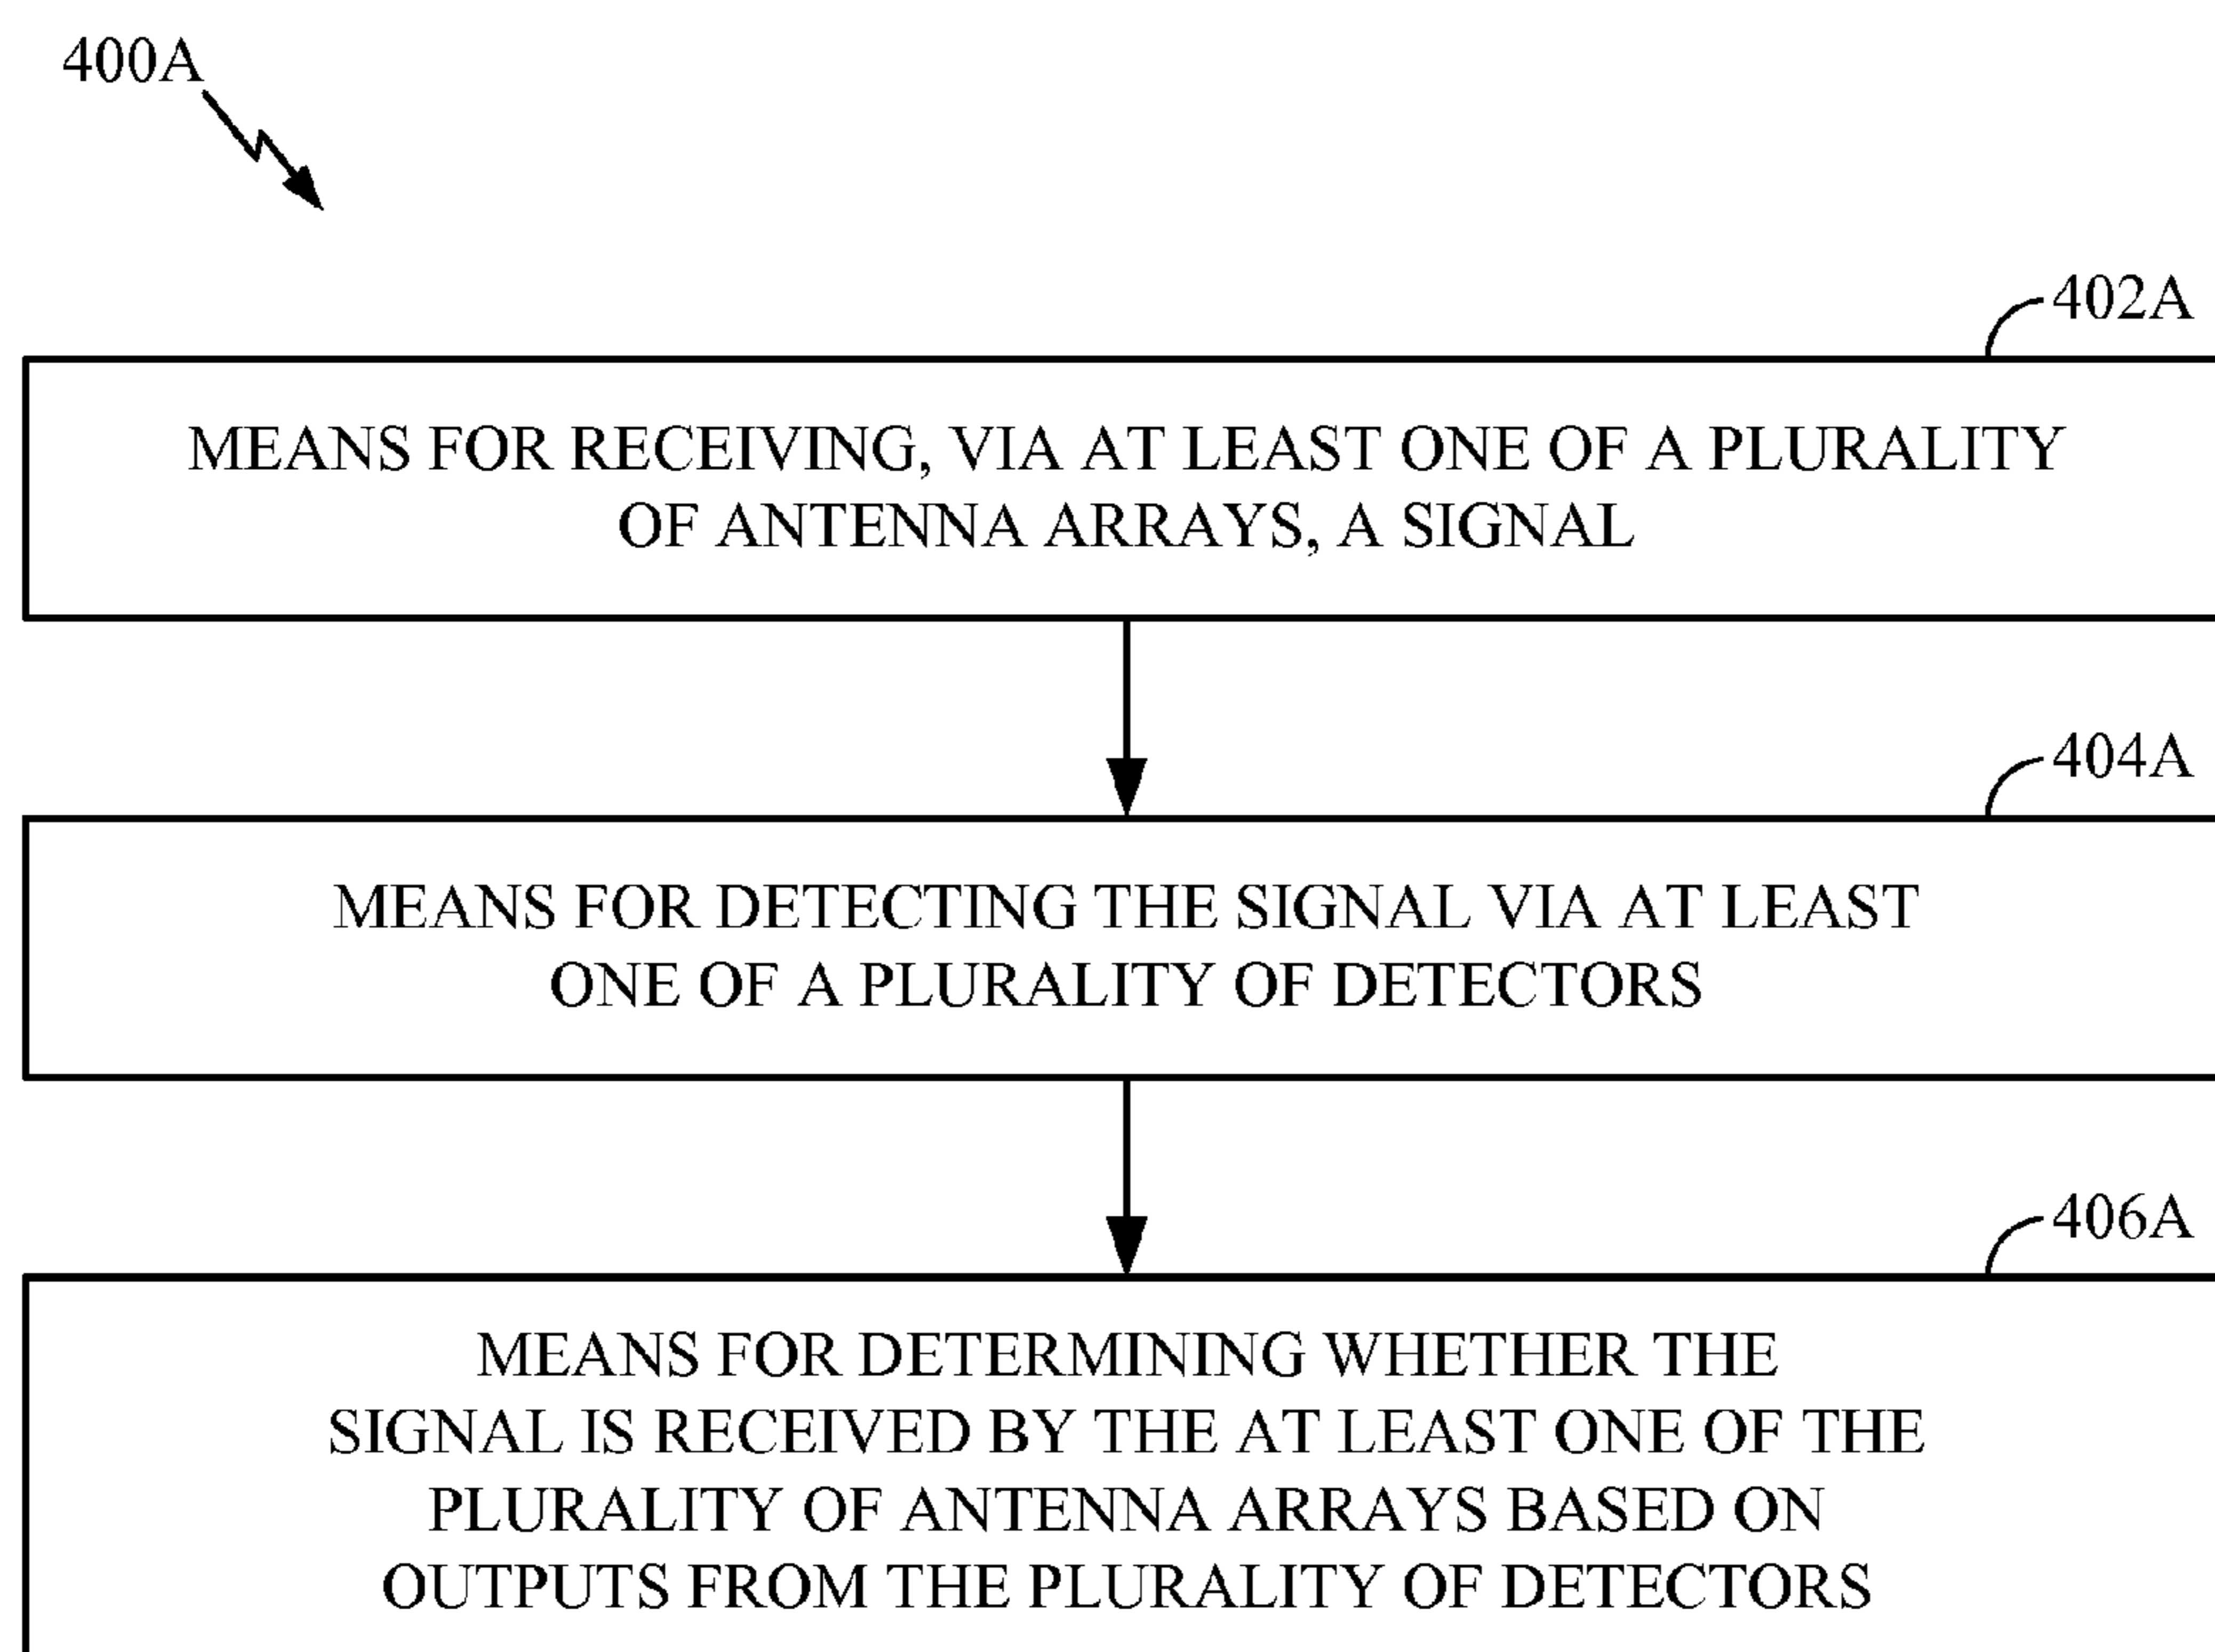 400A
402A
MEANS FOR RECEIVING, VIA AT LEAST ONE OF A PLURALITY
OF ANTENNA ARRAYS, A SIGNAL
404A
MEANS FOR DETECTING THE SIGNAL VIA AT LEAST
ONE OF A PLURALITY OF DETECTORS
406A
MEANS FOR DETERMINING WHETHER THE
SIGNAL IS RECEIVED BY THE AT LEAST ONE OF THE
PLURALITY OF ANTENNA ARRAYS BASED ON
OUTPUTS FROM THE PLURALITY OF DETECTORS